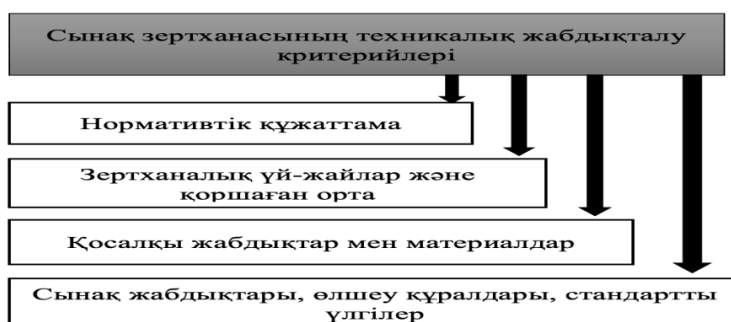 Сынақ зертханасының техникалық жабдықталу
критерийлері
Нормативтік құжаттама
Зертханалық үй-жайлар және
қоршаған орта
Қосалқы жабдықтар мен материалдар
Сынақ жабдықтары, өлшеу құралдары, стандартты
үлгілер